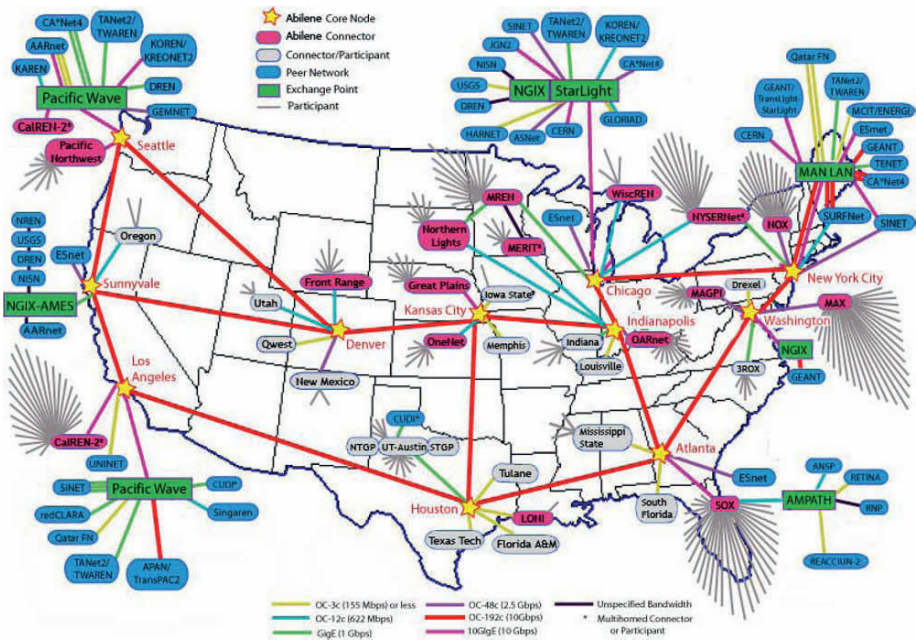 CA*Net4
TANet2/
TWAREN
AARnet
KOREN/
KREONET2
KAREN
DREN
Pacific Wave
GEMNET
CalREN-2*
Pacific
Northwest
Seattle
Abilene Core Node
Abilene Connector
Connector/Participant
Peer Network
Exchange Point
Participant
SINET
TANet2/
TWAREN
KOREN/
KREONET2
JGN2
NISN
CA*Net4
USGS
NGIX
StarLight
DREN
GLORIAD
HARNET
ASNet
CERN
Qatar FN
GEANT/
TransLight-
StarLight
TANet2/
TWAREN
MCIT/ENERGI
CERN
ESmet
GEANT
MAN LAN
TENET
CA*Net4
SURFNet
SINET
MREN
WiscREN
NYSERNet*
NOX
Northern
Lights
MERIT*
ESnet
NREN
USGS
DREN
NISN
ESnet
Oregon
Sunnyvale
NGIX-AMES
AARnet
Front Range
Utah
Qwest
Denver
New Mexico
Great Plains
Iowa State*
Kansas City
OneNet
Memphis
Chicago
Indianapolis
Indiana
OARnet
Louisville
New York City
Drexel
MAGPI
MAX
Washington
NGIX
3ROX
GEANT
Los
Angeles
CalREN-2*
UNINET
SINET
Pacific Wave
CUDI*
redCLARA
Singaren
Qatar FN
TANet2/
TWAREN
APAN/
TransPAC2
CUDI*
NTGP
UT-Austin
STGP
Tulane
Houston
LONI
Texas Tech
Florida A&M
Mississippi
State
Atlanta
ESnet
South
Florida
SOX
ANSP
RETINA
AMPATH
RNP
REACCIUN-2
OC-3c (155 Mbps) or less
OC-12c (622 Mbps)
GigE (1 Gbps)
OC-48c (2.5 Gbps)
OC-192c (10Gbps)
10GigE (10 Gbps)
Unspecified Bandwidth
* Multihomed Connector
or Participant